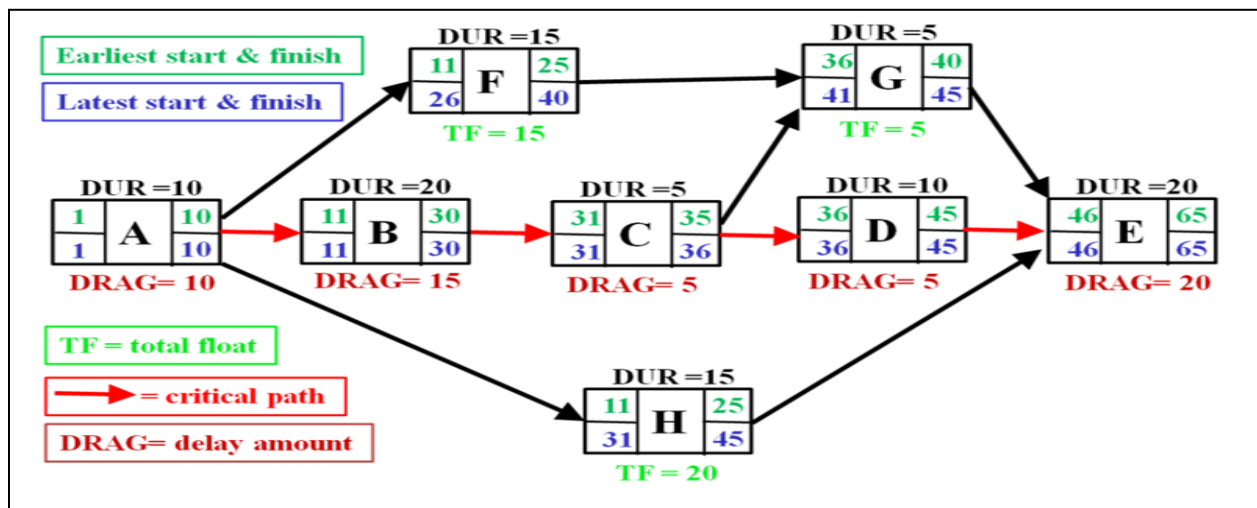 Earliest start & finish
Latest start & finish
DUR =15
11 F 25
26 40
TF = 15
DUR =5
36 G 40
41 45
TF = 5
DUR =10
1 A 10
1 10
DRAG= 10
DUR =20
11 B 30
11 30
DRAG= 15
DUR =5
31 C 35
31 36
DRAG= 5
DUR =10
36 D 45
36 45
DRAG= 5
DUR =20
46 E 65
46 65
DRAG= 20
TF = total float
= critical path
DRAG= delay amount
DUR =15
11 H 25
31 45
TF = 20